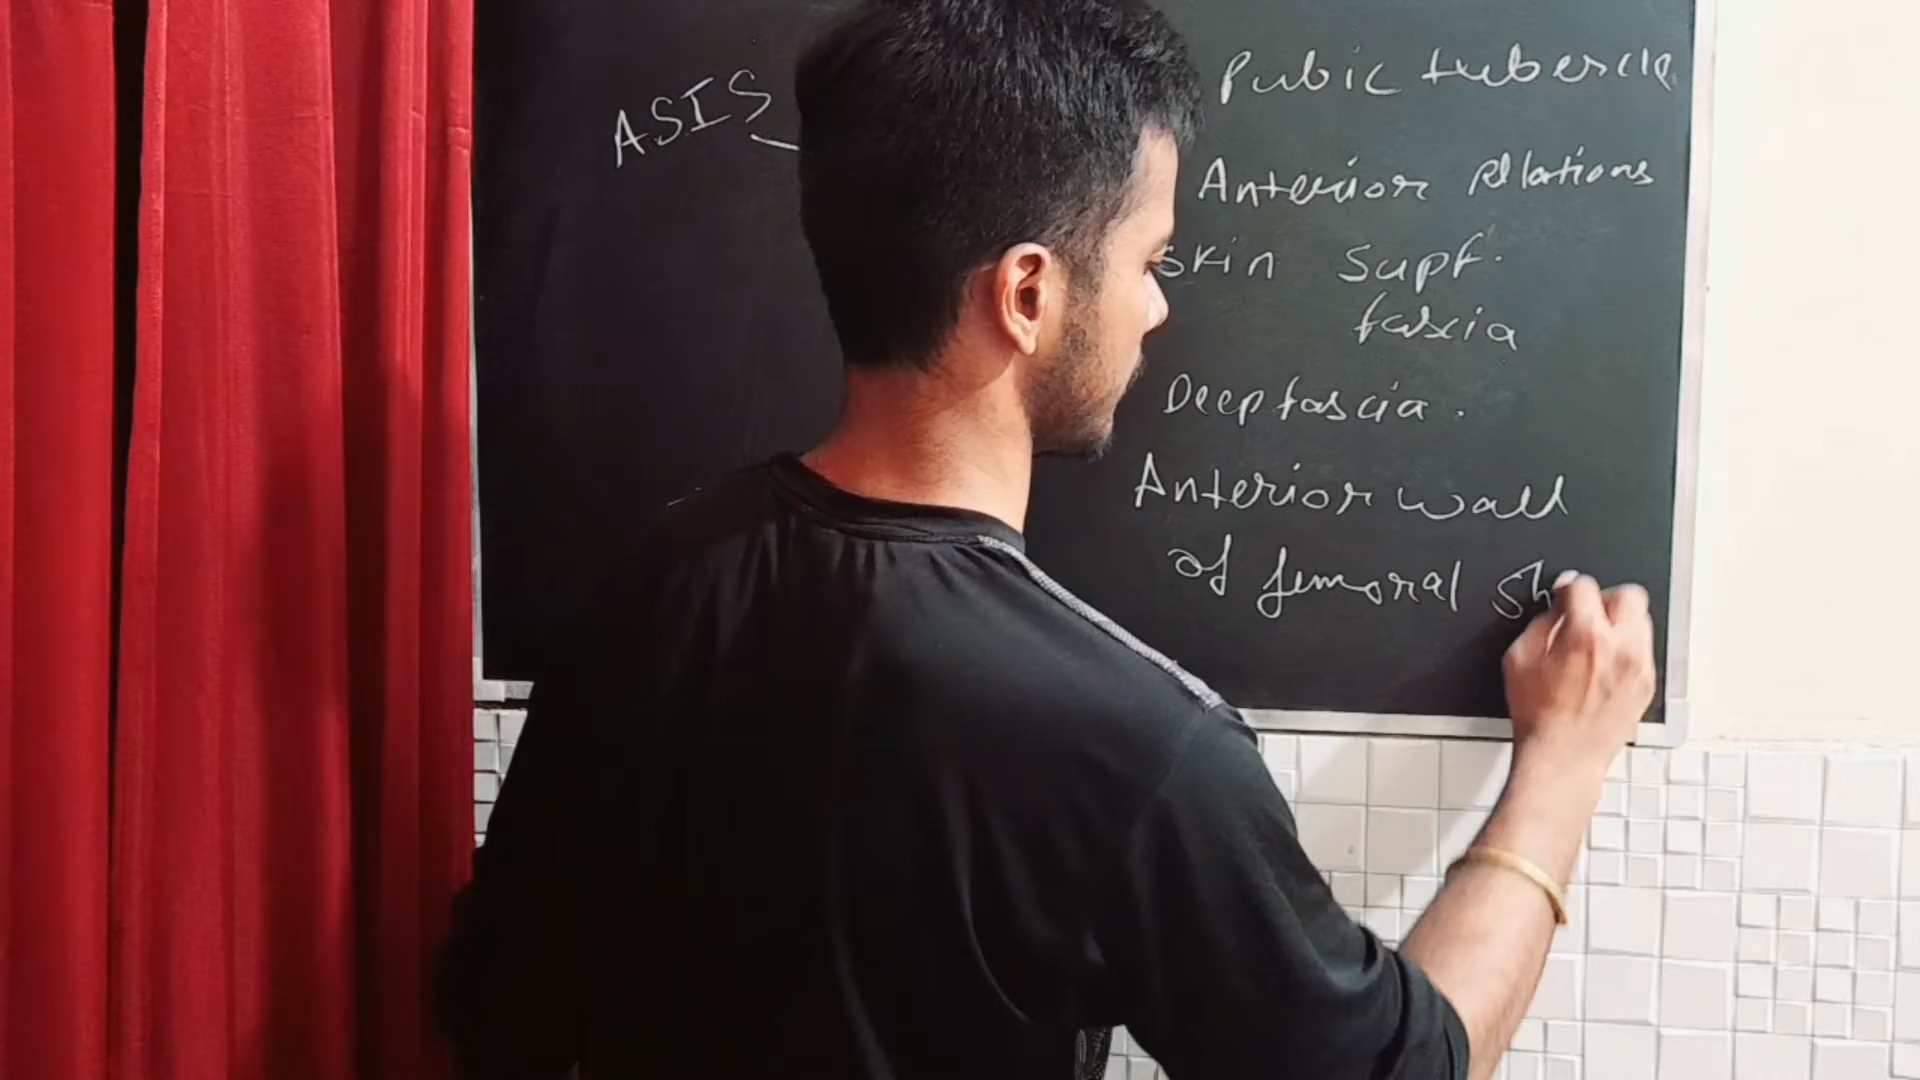 ASIS
Pubic tubercle
Anterior relations
skin supf.
fascia
Deep fascia.
Anterior wall
of femoral Sh